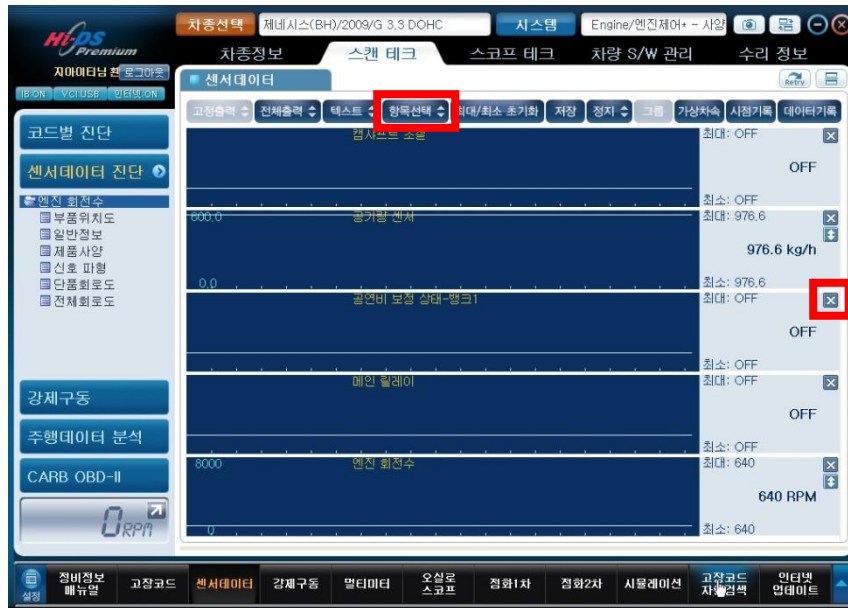 Hi-DS
Premium
차종선택 제네시스(BH)/2009/G 3,3 DOHC 시스템 Engine/엔진제어+ - 사양
차종정보 스캔 테크 스코프 테크 차량 S/W 관리 수리 정보
지아이티님 환 로그아웃
IB:ON VCI:USB 인터넷:ON
센서데이터
Retry
고정출력 전체출력 텍스트 항목선택 최대/최소 초기화 저장 정지 그룹 가상차속 시점기록 데이터기록
코드별 진단
센서데이터 진단
엔진 회전수
부품위치도
일반정보
제품사양
신호 파형
단품회로도
전체회로도
강제구동
주행데이터 분석
CARB OBD-II
0 RPM
최대: OFF
OFF
최소: OFF
600,0 공기량 센서 최대: 976,6
976.6 kg/h
0,0 최소: 976,6
공연비 보정 상태-뱅크1 최대: OFF
OFF
최소: OFF
메인 릴레이 최대: OFF
OFF
최소: OFF
8000 엔진 회전수 최대: 640
640 RPM
0 최소: 640
설정
정비정보
매뉴얼
고장코드 센서데이터 강제구동 멀티미터
오실로
스코프
점화1차 점화2차 시뮬레이션
고장코드
인터넷
업데이트